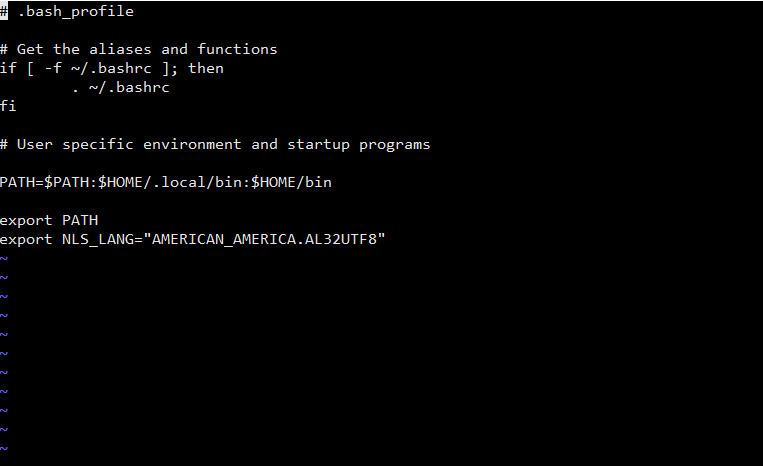 # .bash_profile
# Get the aliases and functions
if [ -f ~/.bashrc ]; then
        . ~/.bashrc
fi
# User specific environment and startup programs
PATH=$PATH:$HOME/.local/bin:$HOME/bin
export PATH
export NLS_LANG="AMERICAN_AMERICA.AL32UTF8"
~
~
~
~
~
~
~
~
~
~
~